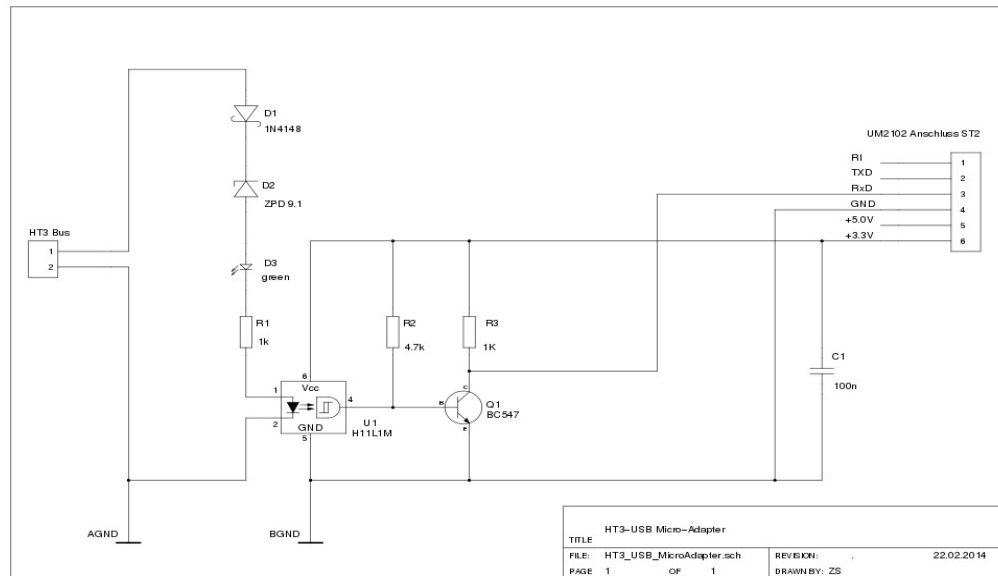 D1
1N4148
UM2102 Anschluss ST2
RI
1
TXD
2
D2
RxD
3
ZPD 9.1
GND
4
+5.0V
5
HT3 Bus
+3.3V
6
1
2
D3
green
R1
1k
R2
4.7k
R3
1K
C1
100n
6
Vcc
1
4
2
GND
5
U1
H11L1M
C
B
E
Q1
BC547
AGND
BGND
HT3-USB Micro-Adapter
TITLE
FILE: HT3_USB_MicroAdapter.sch
REVISION: . 22.02.2014
PAGE 1 OF 1
DRAWN BY: ZS